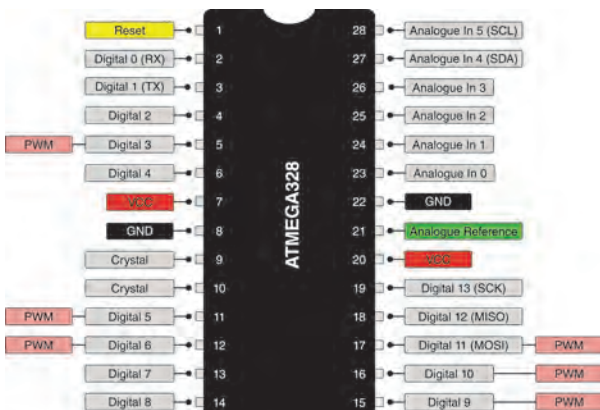 Reset 1 28 Analogue In 5 (SCL)
Digital 0 (RX) 2 27 Analogue In 4 (SDA)
Digital 1 (TX) 3 26 Analogue In 3
Digital 2 4 25 Analogue In 2
PWM Digital 3 5 24 Analogue In 1
Digital 4 6 23 Analogue In 0
VCC 7 22 GND
GND 8 21 Analogue Reference
Crystal 9 20 VCC
Crystal 10 19 Digital 13 (SCK)
PWM Digital 5 11 18 Digital 12 (MISO)
PWM Digital 6 12 17 Digital 11 (MOSI) PWM
Digital 7 13 16 Digital 10 PWM
Digital 8 14 15 Digital 9 PWM
ATMEGA328